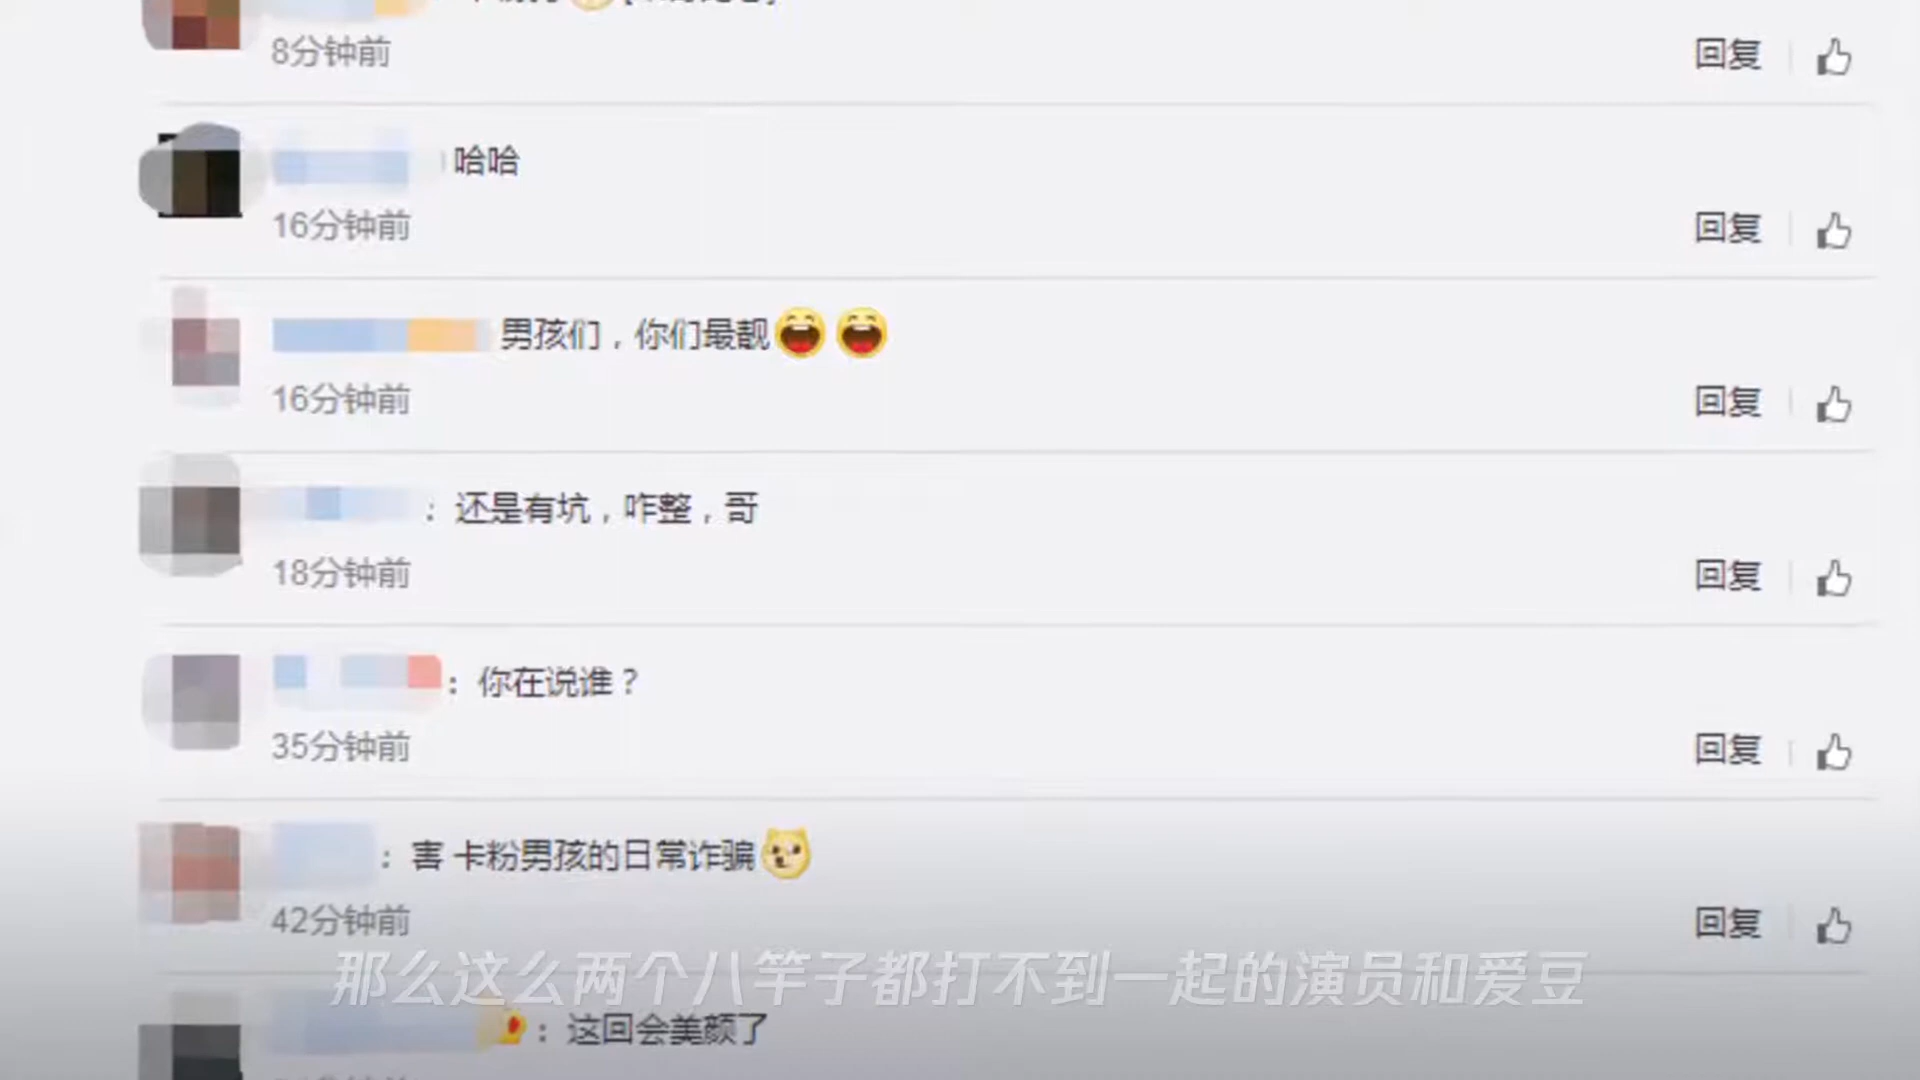 8分钟前
回复
哈哈
16分钟前
回复
男孩们，你们最靓
16分钟前
回复
：还是有坑，咋整，哥
18分钟前
回复
：你在说谁？
35分钟前
回复
：害 卡粉男孩的日常诈骗
42分钟前
回复
那么这么两个八竿子都打不到一起的演员和爱豆
：这回会美颜了